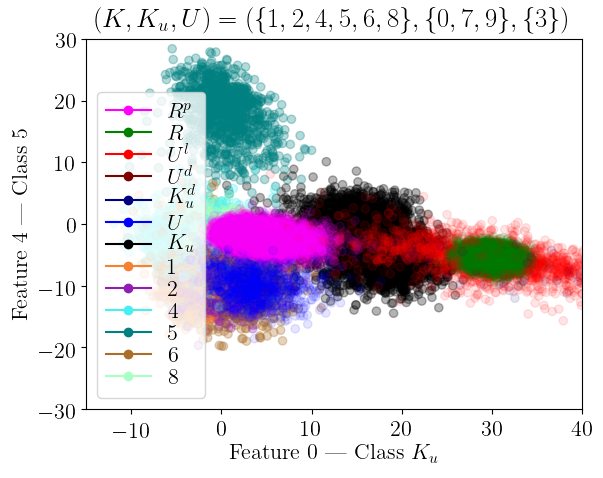 (K, K_u, U) = ({1, 2, 4, 5, 6, 8}, {0, 7, 9}, {3})
30
20
10
0
−10
−20
−30
Feature 4 — Class 5
R^p
R
U^l
U^d
K_u^d
U
K_u
1
2
4
5
6
8
−10
0
10
20
30
40
Feature 0 — Class K_u